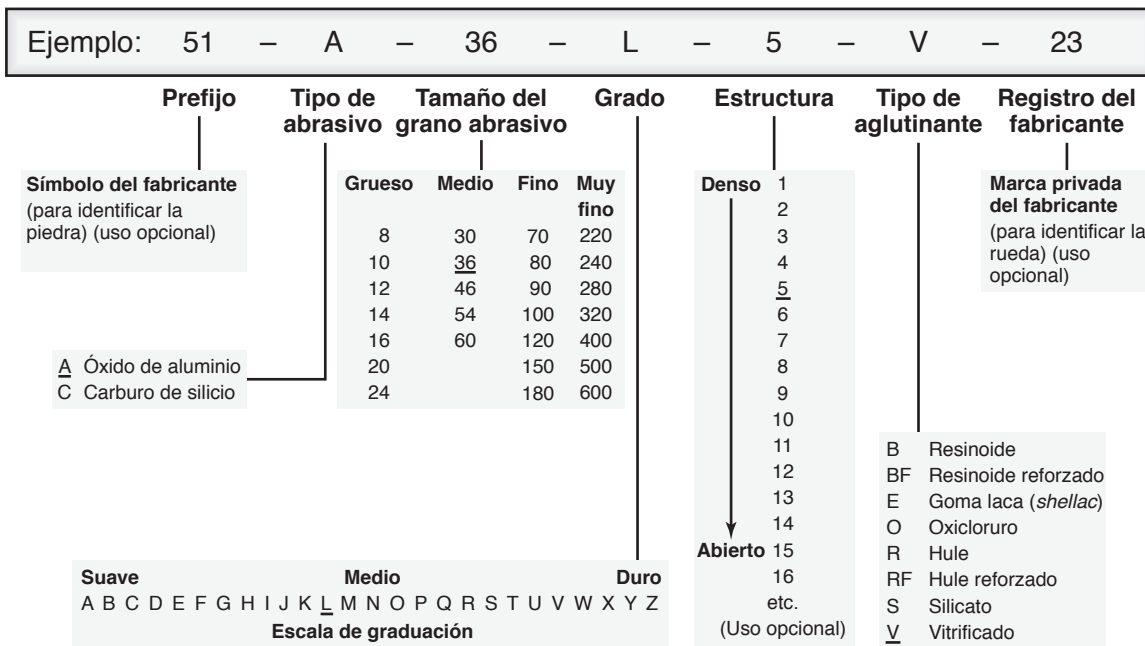 Ejemplo: 51 – A – 36 – L – 5 – V – 23
Prefijo
Tipo de
abrasivo
Tamaño del
grano abrasivo
Grado
Estructura
Tipo de
aglutinante
Registro del
fabricante
Símbolo del fabricante
(para identificar la
piedra) (uso opcional)
A Óxido de aluminio
C Carburo de silicio
Grueso Medio Fino Muy
fino
8 30 70 220
10 36 80 240
12 46 90 280
14 54 100 320
16 60 120 400
20 150 500
24 180 600
Suave Medio Duro
A B C D E F G H I J K L M N O P Q R S T U V W X Y Z
Escala de graduación
Denso 1
2
3
4
5
6
7
8
9
10
11
12
13
14
Abierto 15
16
etc.
(Uso opcional)
B Resinoide
BF Resinoide reforzado
E Goma laca (shellac)
O Oxicloruro
R Hule
RF Hule reforzado
S Silicato
V Vitrificado
Marca privada
del fabricante
(para identificar la
rueda) (uso
opcional)